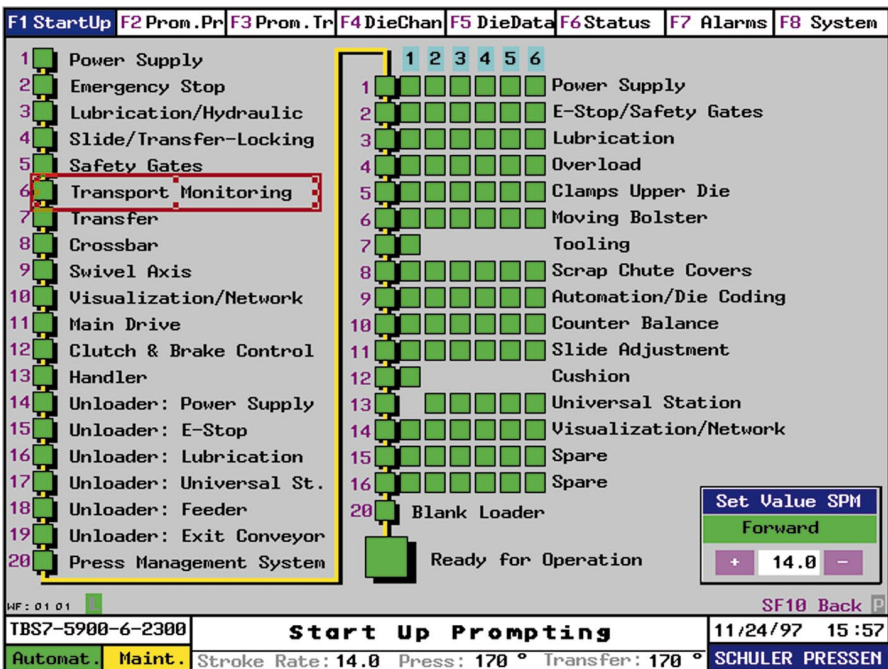 F1 StartUp F2 Prom.Pr F3 Prom.Tr F4 DieChan F5 DieData F6 Status F7 Alarms F8 System
1 Power Supply
2 Emergency Stop
3 Lubrication/Hydraulic
4 Slide/Transfer-Locking
5 Safety Gates
6 Transport Monitoring
7 Transfer
8 Crossbar
9 Swivel Axis
10 Visualization/Network
11 Main Drive
12 Clutch & Brake Control
13 Handler
14 Unloader: Power Supply
15 Unloader: E-Stop
16 Unloader: Lubrication
17 Unloader: Universal St.
18 Unloader: Feeder
19 Unloader: Exit Conveyor
20 Press Management System
1 2 3 4 5 6
1 Power Supply
2 E-Stop/Safety Gates
3 Lubrication
4 Overload
5 Clamps Upper Die
6 Moving Bolster
7 Tooling
8 Scrap Chute Covers
9 Automation/Die Coding
10 Counter Balance
11 Slide Adjustment
12 Cushion
13 Universal Station
14 Visualization/Network
15 Spare
16 Spare
20 Blank Loader
Ready for Operation
Set Value SPM
Forward
+ 14.0 -
WF: 01 01 L
SF10 Back P
TBS7-5900-6-2300 Start Up Prompting 11/24/97 15:57
Automat. Maint. Stroke Rate: 14.0 Press: 170 ° Transfer: 170 ° SCHULER PRESSEN